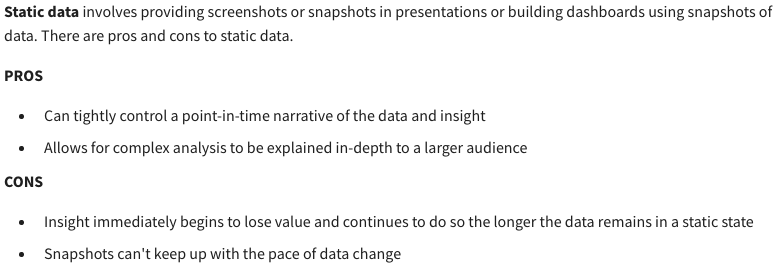 Static data involves providing screenshots or snapshots in presentations or building dashboards using snapshots of
data. There are pros and cons to static data.
PROS
• Can tightly control a point-in-time narrative of the data and insight
• Allows for complex analysis to be explained in-depth to a larger audience
CONS
• Insight immediately begins to lose value and continues to do so the longer the data remains in a static state
• Snapshots can't keep up with the pace of data change